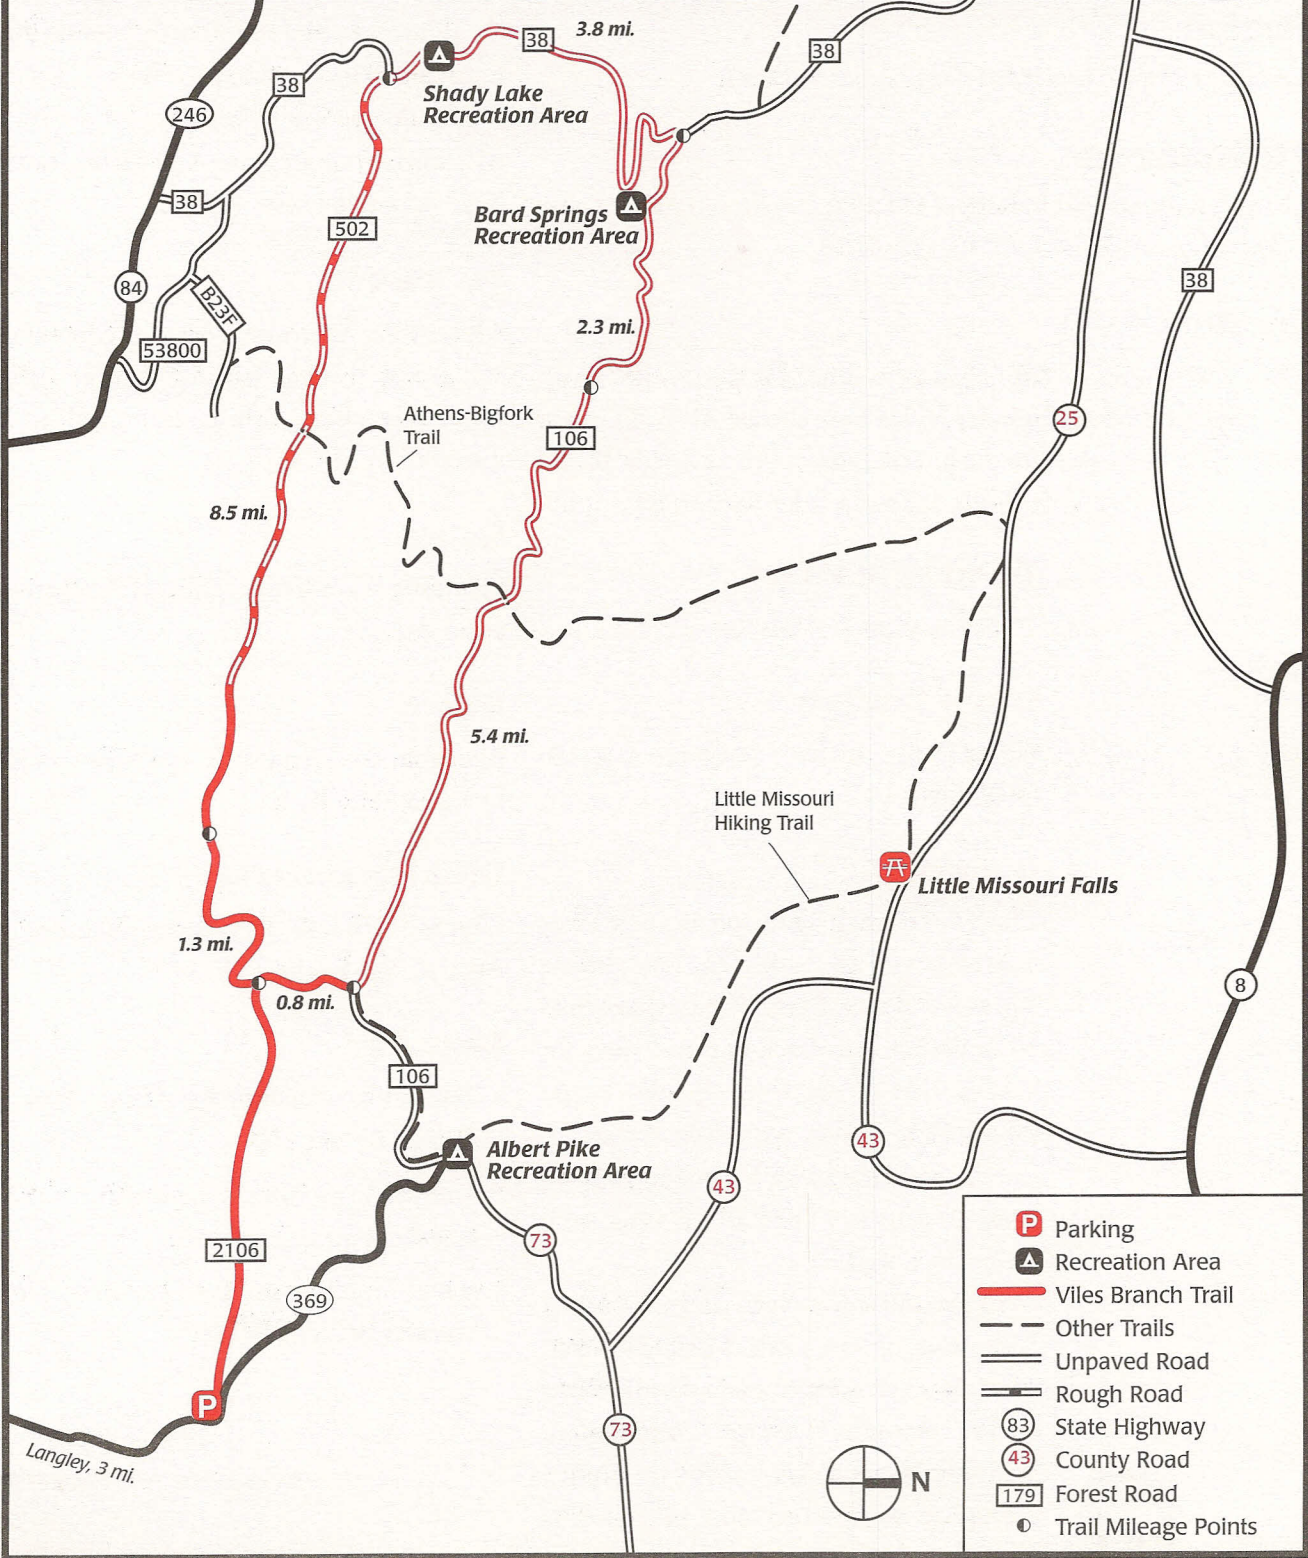 3.8 mi.
38
38
38
246
Shady Lake
Recreation Area
38
Bard Springs
Recreation Area
502
84
38
B23F
2.3 mi.
53800
Athens-Bigfork
Trail
25
106
8.5 mi.
5.4 mi.
Little Missouri
Hiking Trail
Little Missouri Falls
1.3 mi.
0.8 mi.
8
106
Albert Pike
Recreation Area
43
43
73
2106
369
P
Langley, 3 mi.
73
N
P Parking
Recreation Area
Viles Branch Trail
Other Trails
Unpaved Road
Rough Road
83 State Highway
43 County Road
179 Forest Road
Trail Mileage Points